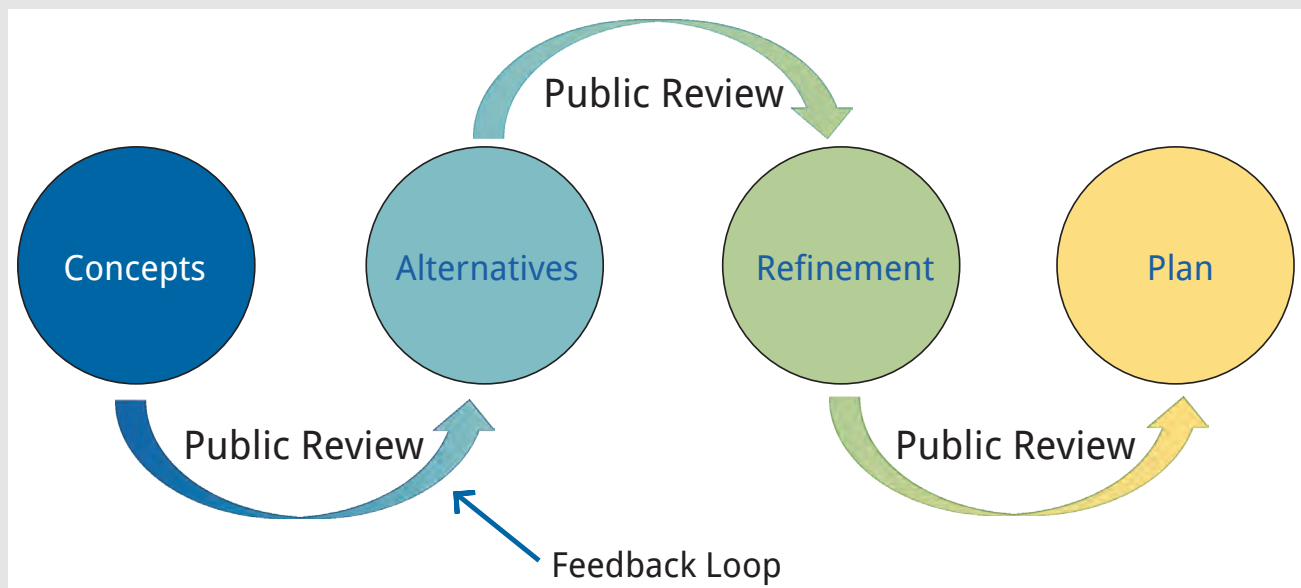 Public Review
Concepts
Alternatives
Refinement
Plan
Public Review
Public Review
Feedback Loop